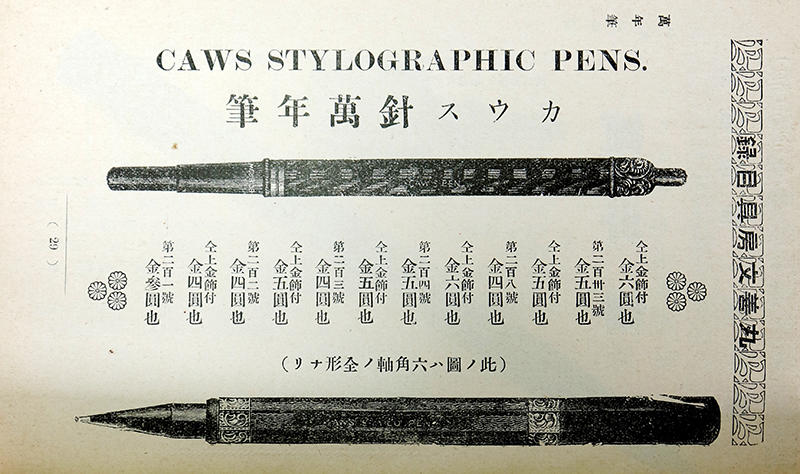 萬年筆
丸善文房具目錄
CAWS STYLOGRAPHIC PENS.
カウス針萬年筆
第二百一號
金參圓也
仝上金飾付
金四圓也
第二百二號
金四圓也
仝上金飾付
金五圓也
第二百三號
金四圓也
仝上金飾付
金五圓也
第二百四號
金五圓也
仝上金飾付
金六圓也
第二百八號
金四圓也
仝上金飾付
金五圓也
第二百卅三號
金五圓也
仝上金飾付
金六圓也
(此ノ圖ハ六角軸ノ全形ナリ)
( 29 )